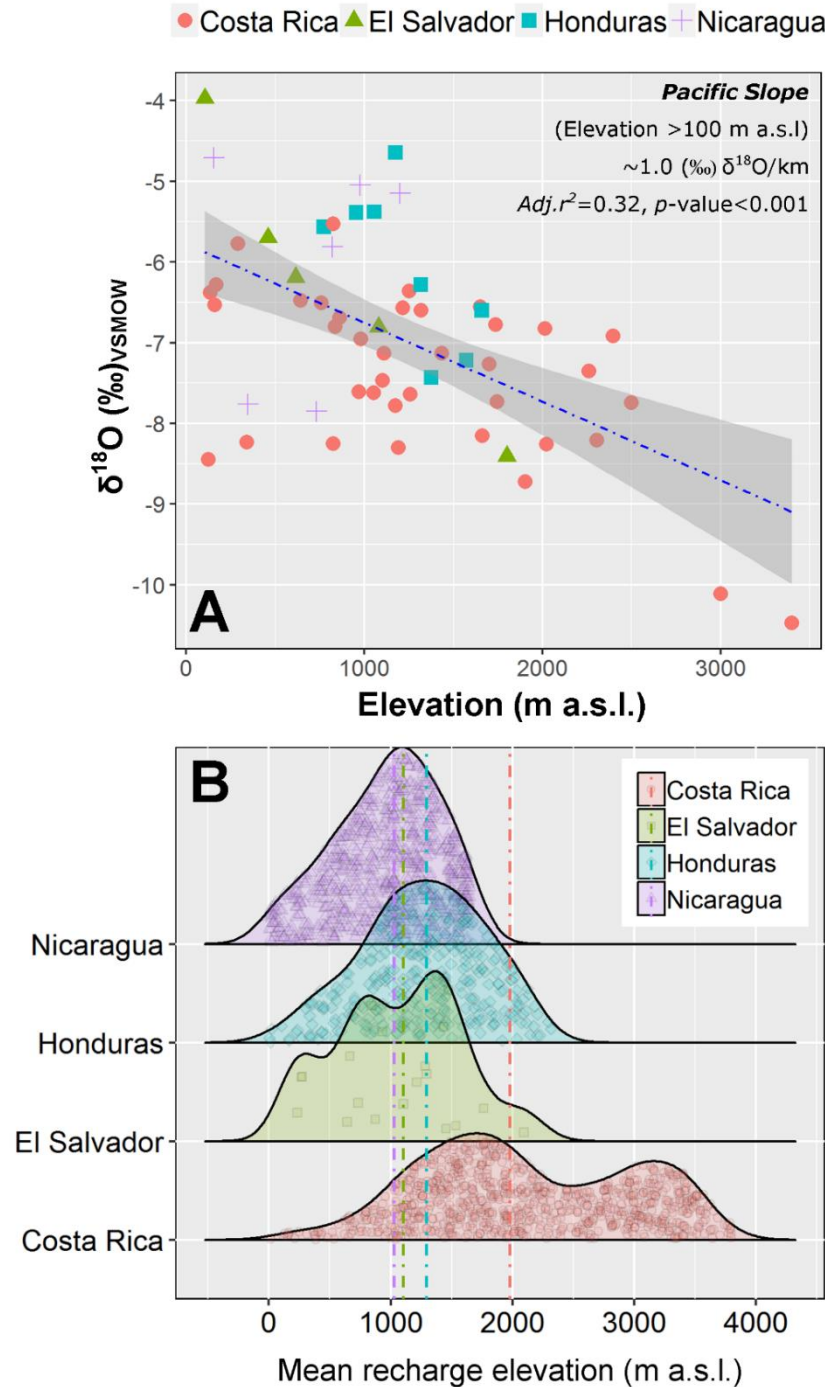 Costa Rica El Salvador Honduras Nicaragua
Pacific Slope
(Elevation >100 m a.s.l)
~1.0 (‰) δ¹⁸O/km
Adj.r²=0.32, p-value<0.001
-4
-5
-6
-7
-8
-9
-10
δ¹⁸O (‰)VSMOW
A
0 1000 2000 3000
Elevation (m a.s.l.)
B
Costa Rica
El Salvador
Honduras
Nicaragua
Nicaragua
Honduras
El Salvador
Costa Rica
0 1000 2000 3000 4000
Mean recharge elevation (m a.s.l.)